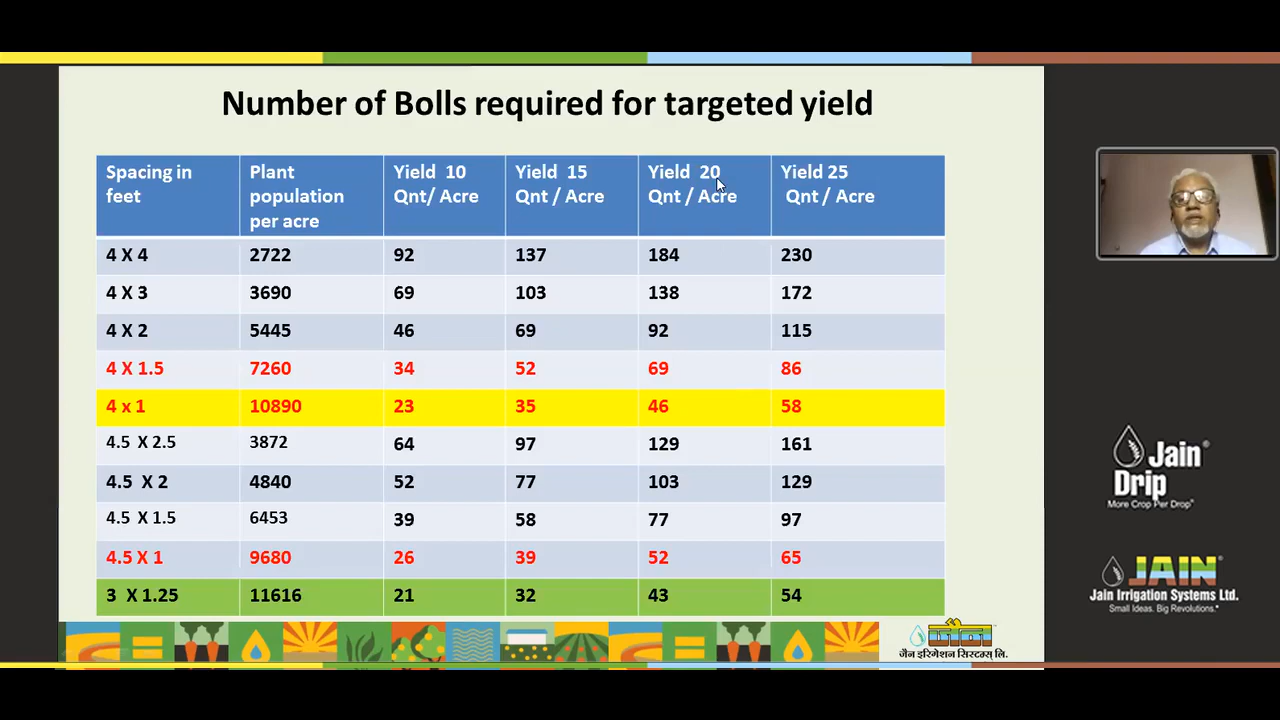 Number of Bolls required for targeted yield
Spacing in feet Plant population per acre Yield 10 Qnt/ Acre Yield 15 Qnt / Acre Yield 20 Qnt / Acre Yield 25 Qnt / Acre
4 X 4 2722 92 137 184 230
4 X 3 3690 69 103 138 172
4 X 2 5445 46 69 92 115
4 X 1.5 7260 34 52 69 86
4 x 1 10890 23 35 46 58
4.5 X 2.5 3872 64 97 129 161
4.5 X 2 4840 52 77 103 129
4.5 X 1.5 6453 39 58 77 97
4.5 X 1 9680 26 39 52 65
3 X 1.25 11616 21 32 43 54
जैन
जैन इरिगेशन सिस्टम्स् लि.
Jain
Drip
More Crop Per Drop®
JAIN®
Jain Irrigation Systems Ltd.
Small Ideas. Big Revolutions.®